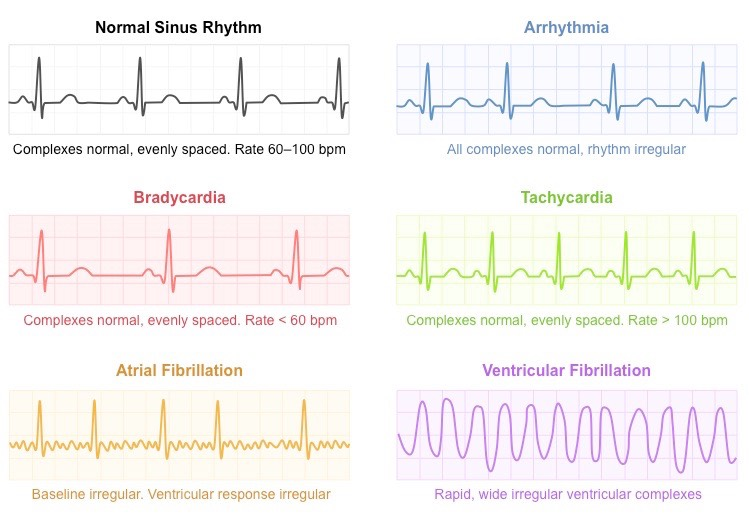 Normal Sinus Rhythm
Complexes normal, evenly spaced. Rate 60–100 bpm
Arrhythmia
All complexes normal, rhythm irregular
Bradycardia
Complexes normal, evenly spaced. Rate < 60 bpm
Tachycardia
Complexes normal, evenly spaced. Rate > 100 bpm
Atrial Fibrillation
Baseline irregular. Ventricular response irregular
Ventricular Fibrillation
Rapid, wide irregular ventricular complexes